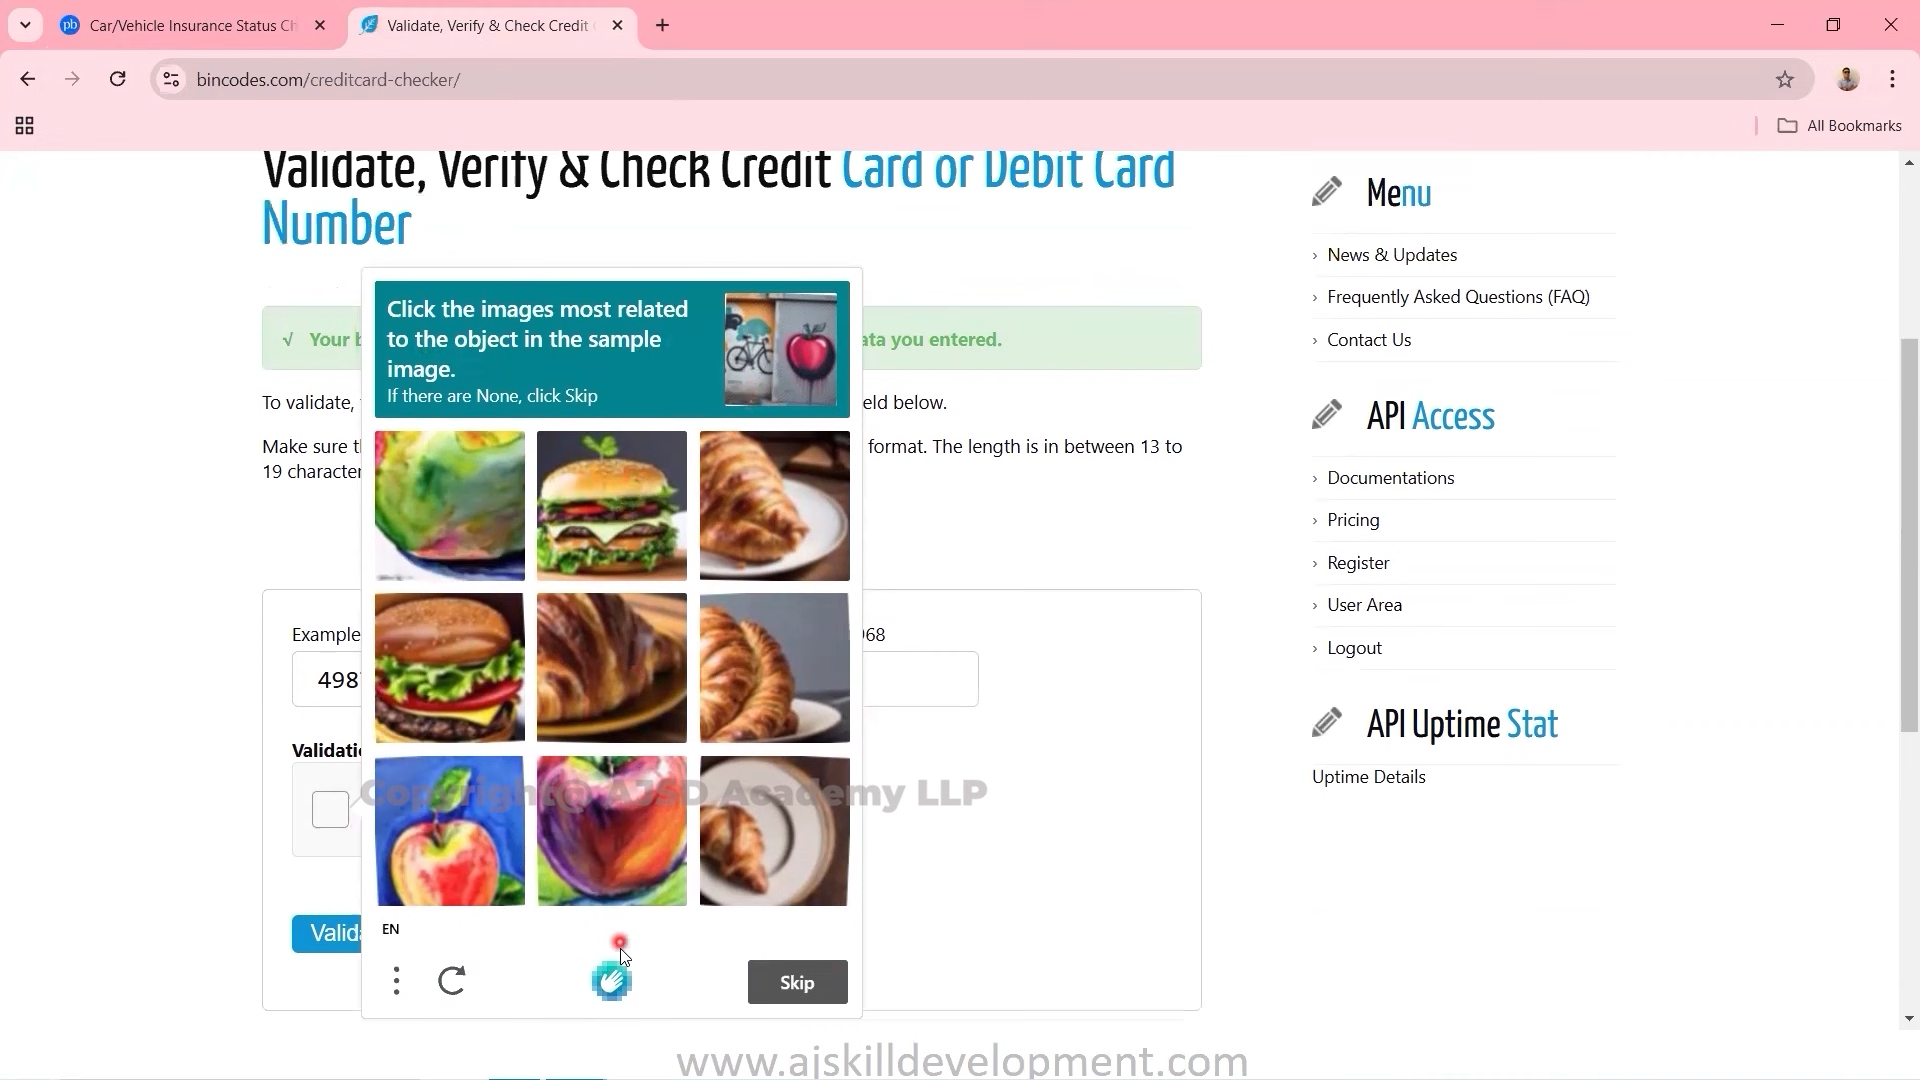 Car/Vehicle Insurance Status Ch
Validate, Verify & Check Credit
bincodes.com/creditcard-checker/
All Bookmarks
Validate, Verify & Check Credit Card or Debit Card
Number
√ Your b
ata you entered.
To validate,
eld below.
Make sure t
format. The length is in between 13 to
19 character
Click the images most related
to the object in the sample
image.
If there are None, click Skip
Example
968
498
Validati
Valida
EN
Skip
Copyright@ AJSD Academy LLP
Menu
› News & Updates
› Frequently Asked Questions (FAQ)
› Contact Us
API Access
› Documentations
› Pricing
› Register
› User Area
› Logout
API Uptime Stat
Uptime Details
www.ajskilldevelopment.com